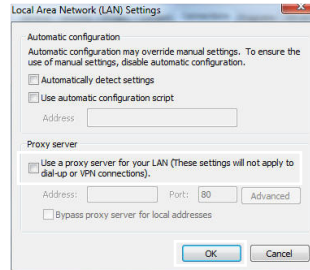 Local Area Network (LAN) Settings
Automatic configuration
Automatic configuration may override manual settings. To ensure the
use of manual settings, disable automatic configuration.
Automatically detect settings
Use automatic configuration script
Address
Proxy server
Use a proxy server for your LAN (These settings will not apply to
dial-up or VPN connections).
Address: Port: 80 Advanced
Bypass proxy server for local addresses
OK Cancel